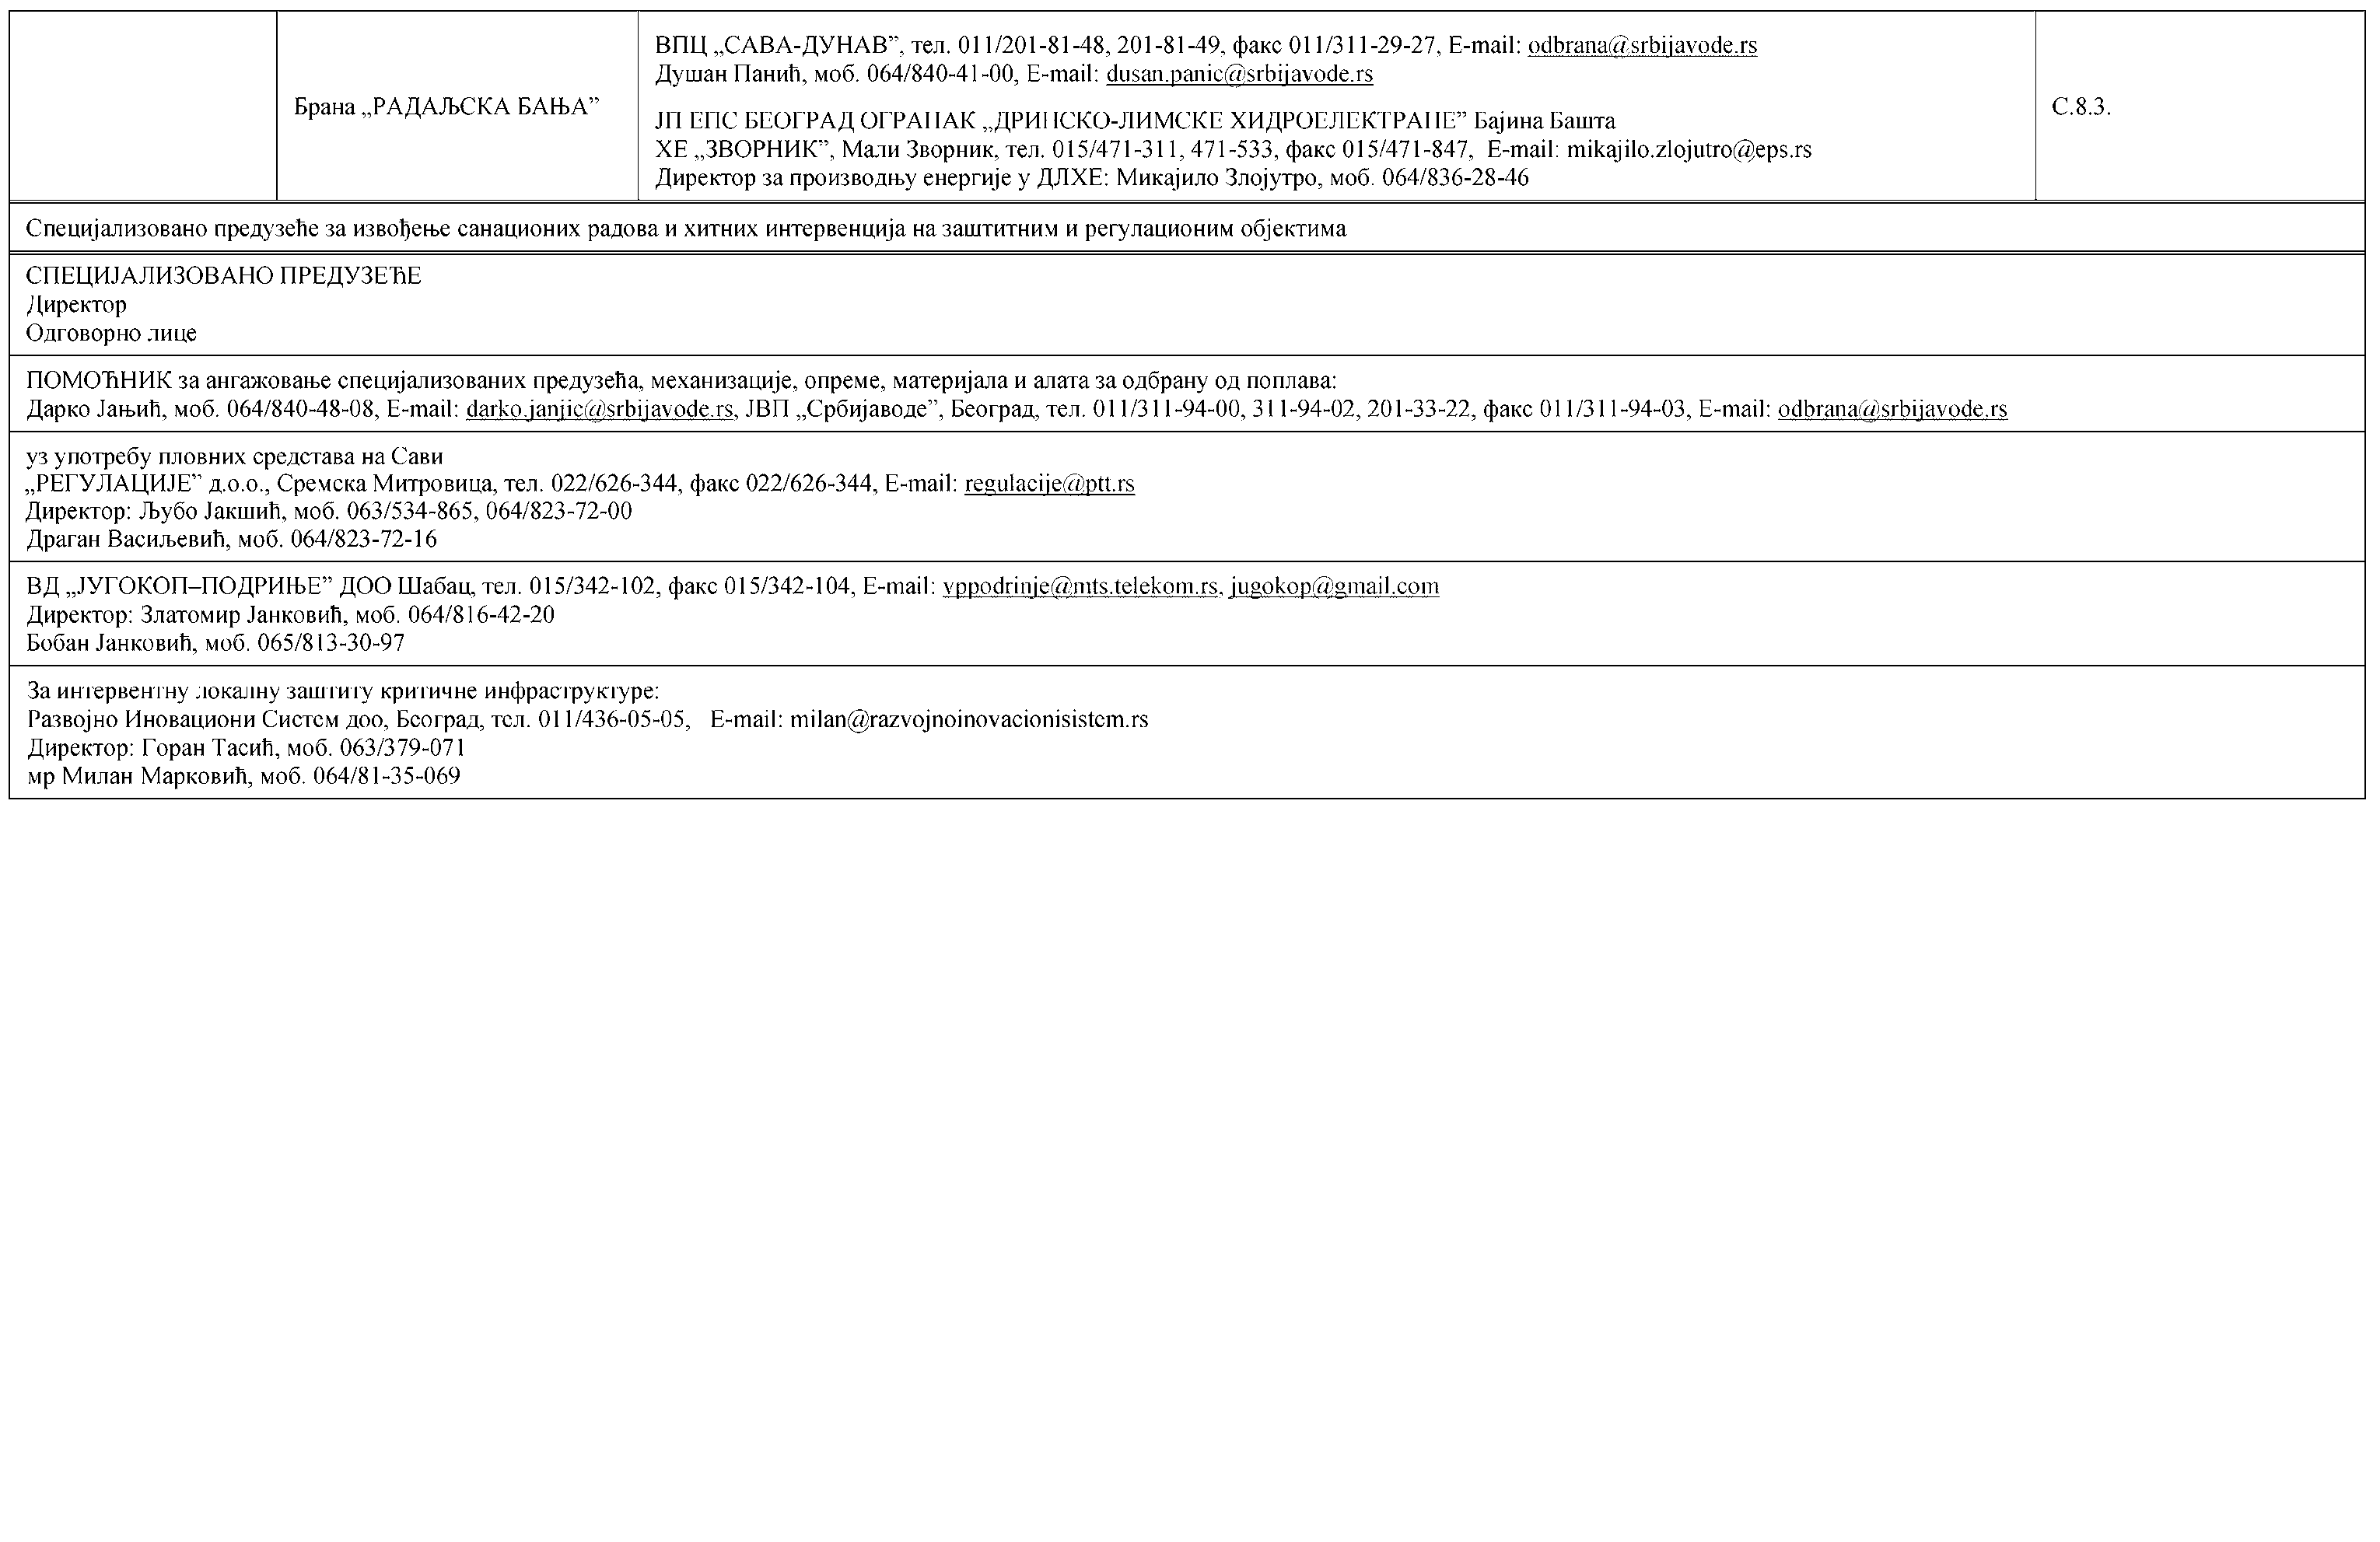 ВПЦ „САВА-ДУНАВ”, тел. 011/201-81-48, 201-81-49, факс 011/311-29-27, E-mail: odbrana@srbijavode.rs
Душан Панић, моб. 064/840-41-00, E-mail: dusan.panic@srbijavode.rs
Брана „РАДАЉСКА БАЊА”
С.8.3.
ЈП ЕПС БЕОГРАД ОГРАНАК „ДРИНСКО-ЛИМСКЕ ХИДРОЕЛЕКТРАНЕ” Бајина Башта
ХЕ „ЗВОРНИК”, Мали Зворник, тел. 015/471-311, 471-533, факс 015/471-847, E-mail: mikajilo.zlojutro@eps.rs
Директор за производњу енергије у ДЛХЕ: Микајило Злојутро, моб. 064/836-28-46
Специјализовано предузеће за извођење санационих радова и хитних интервенција на заштитним и регулационим објектима
СПЕЦИЈАЛИЗОВАНО ПРЕДУЗЕЋЕ
Директор
Одговорно лице
ПОМОЋНИК за ангажовање специјализованих предузећа, механизације, опреме, материјала и алата за одбрану од поплава:
Дарко Јањић, моб. 064/840-48-08, E-mail: darko.janjic@srbijavode.rs, ЈВП „Србијаводе”, Београд, тел. 011/311-94-00, 311-94-02, 201-33-22, факс 011/311-94-03, E-mail: odbrana@srbijavode.rs
уз употребу пловних средстава на Сави
„РЕГУЛАЦИЈЕ” д.о.о., Сремска Митровица, тел. 022/626-344, факс 022/626-344, E-mail: regulacije@ptt.rs
Директор: Љубо Јакшић, моб. 063/534-865, 064/823-72-00
Драган Васиљевић, моб. 064/823-72-16
ВД „ЈУГОКОП–ПОДРИЊЕ” ДОО Шабац, тел. 015/342-102, факс 015/342-104, E-mail: vppodrinje@mts.telekom.rs, jugokop@gmail.com
Директор: Златомир Јанковић, моб. 064/816-42-20
Бобан Јанковић, моб. 065/813-30-97
За интервентну локалну заштиту критичне инфраструктуре:
Развојно Иновациони Систем доо, Београд, тел. 011/436-05-05, E-mail: milan@razvojnoinovacionisistem.rs
Директор: Горан Тасић, моб. 063/379-071
мр Милан Марковић, моб. 064/81-35-069